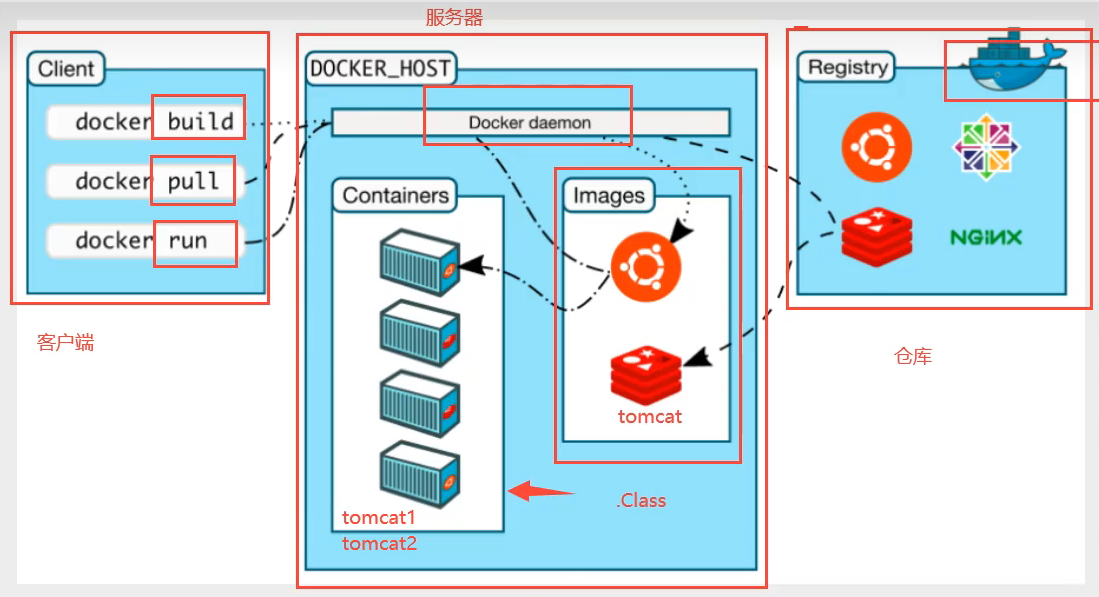 服务器
Client
docker build
docker pull
docker run
客户端
DOCKER_HOST
Docker daemon
Containers
tomcat1
tomcat2
Images
tomcat
.Class
Registry
NGiNX
仓库